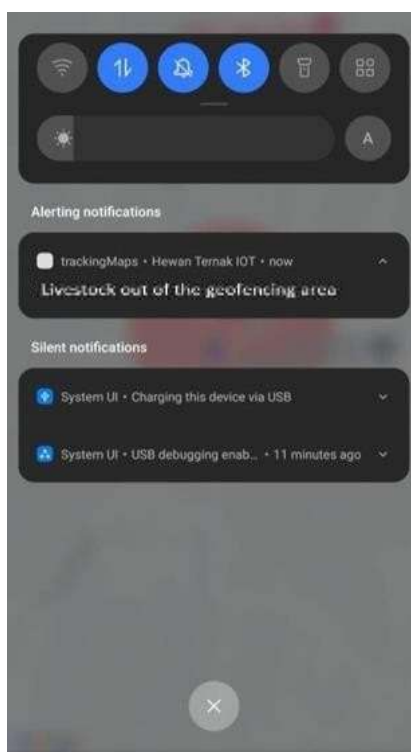 A
Alerting notifications
trackingMaps • Hewan Ternak IOT • now
Livestock out of the geofencing area
Silent notifications
System UI • Charging this device via USB
System UI • USB debugging enab... • 11 minutes ago